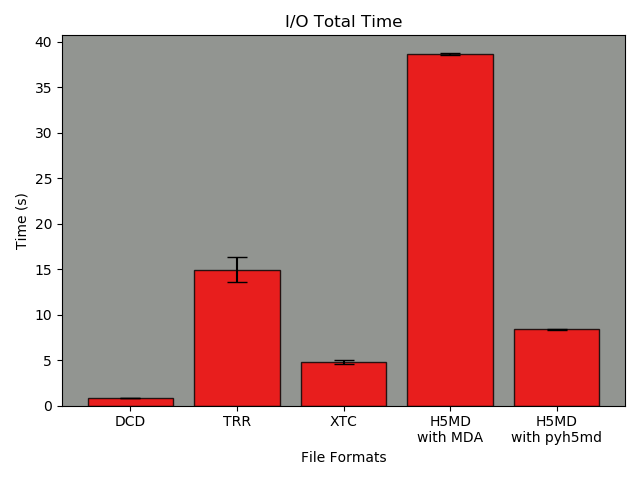 I/O Total Time
Time (s)
40
35
30
25
20
15
10
5
0
DCD
TRR
XTC
H5MD
with MDA
H5MD
with pyh5md
File Formats